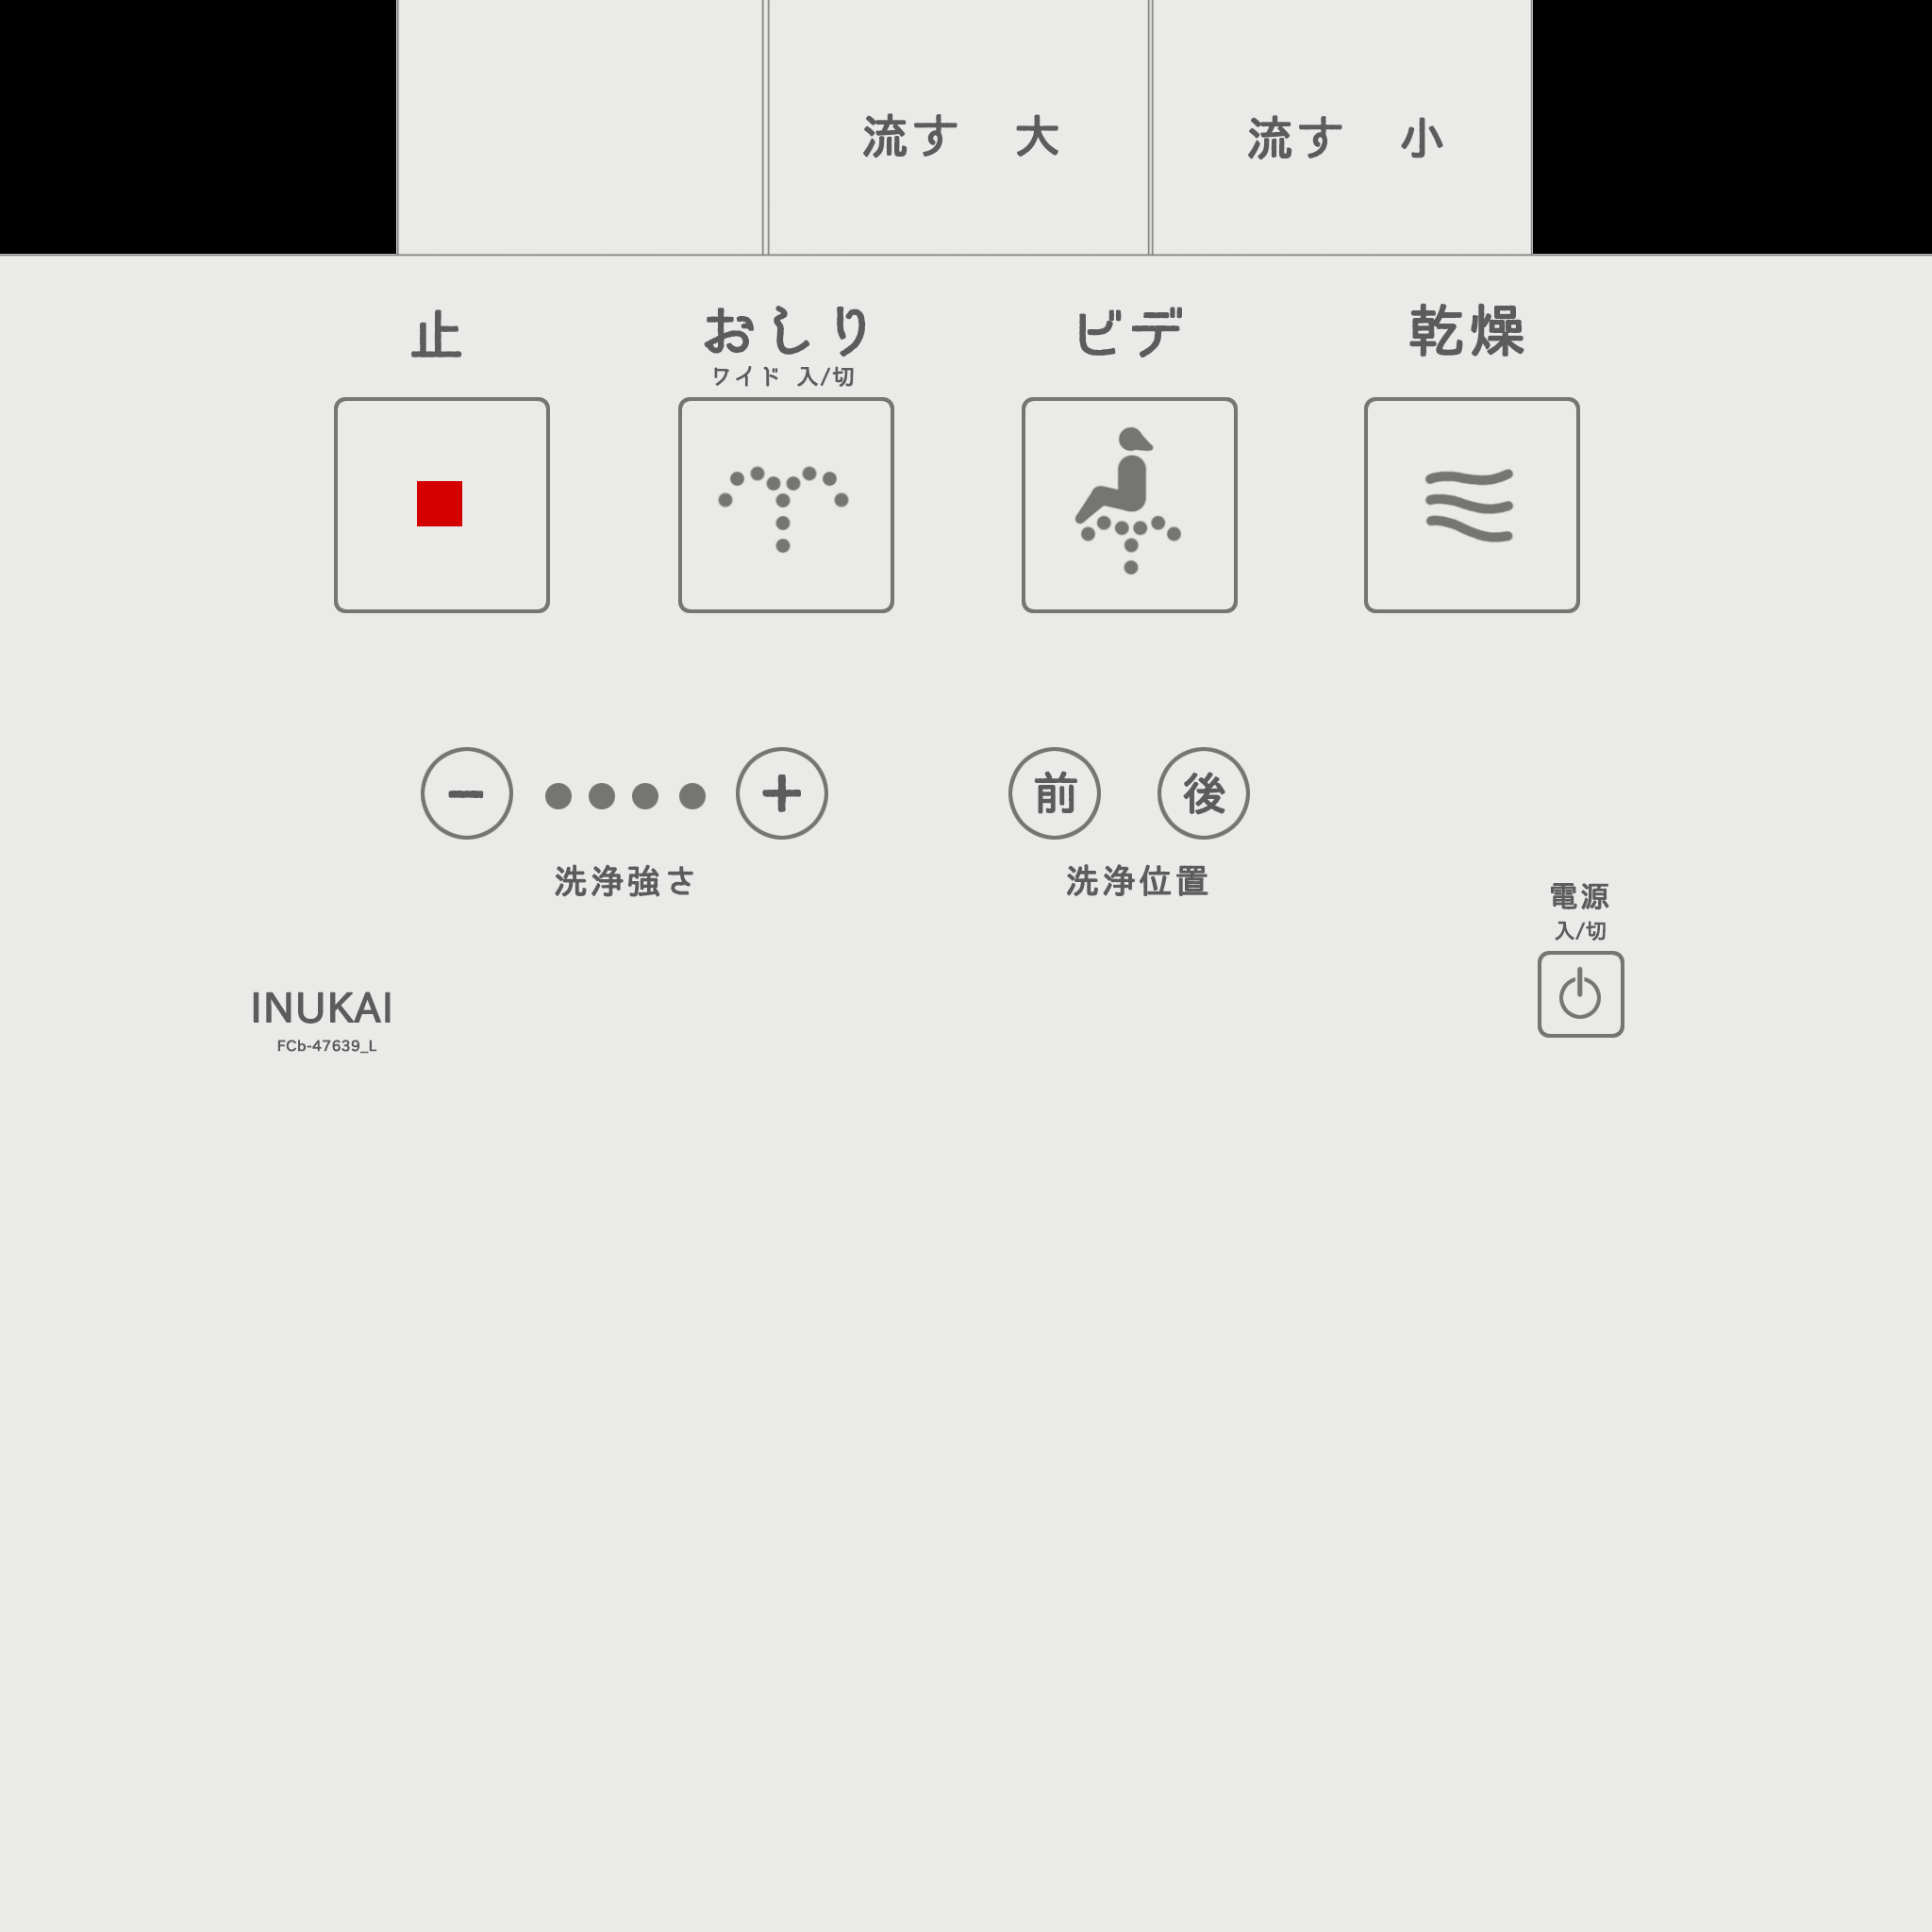 流す 大
流す 小
止
おしり
ワイド 入/切
ビデ
乾燥
−
+
洗浄強さ
前
後
洗浄位置
電源
入/切
INUKAI
FCb-47639_L